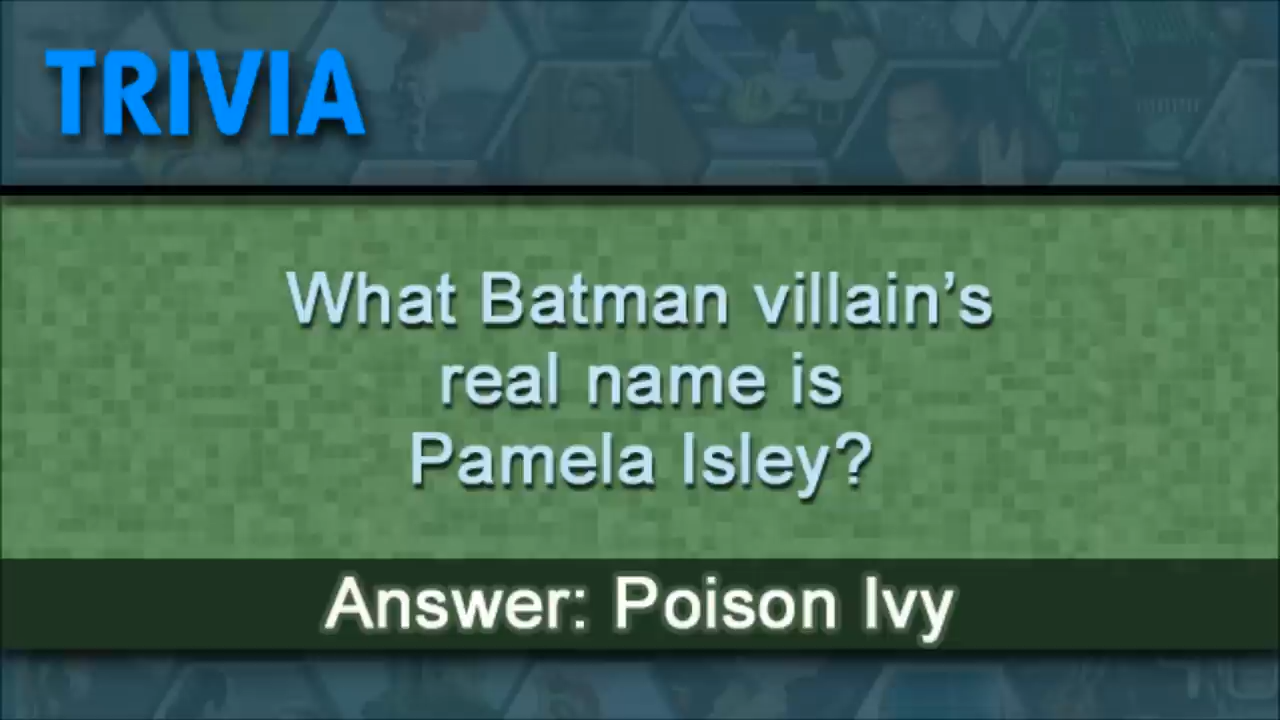 TRIVIA
What Batman villain’s
real name is
Pamela Isley?
Answer: Poison Ivy